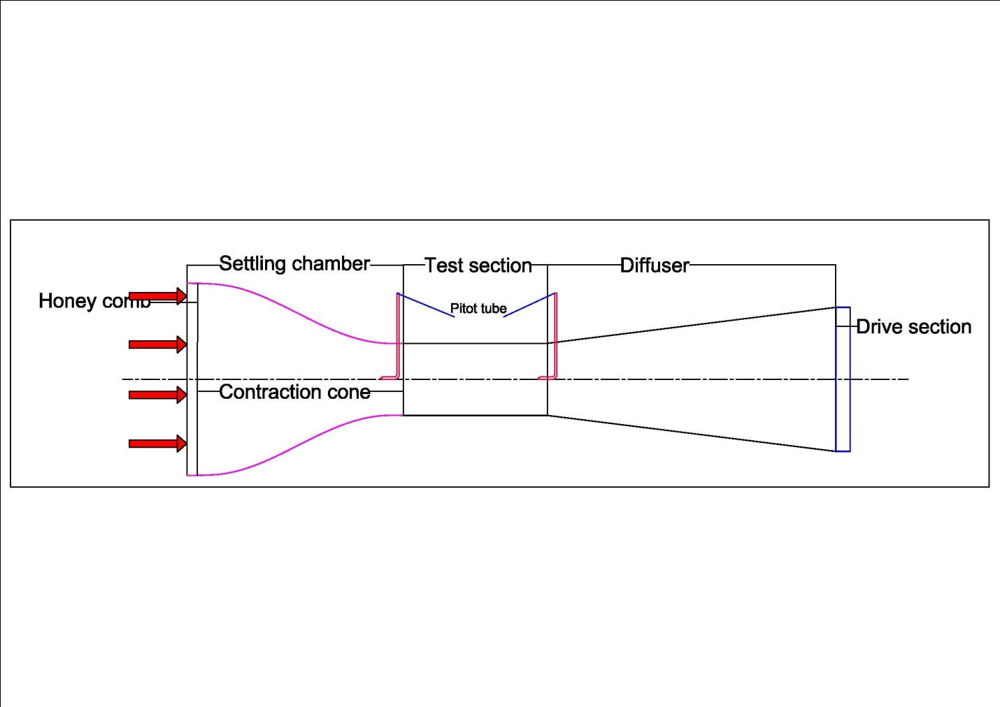 Settling chamber
Test section
Diffuser
Honey comb
Pitot tube
Drive section
Contraction cone